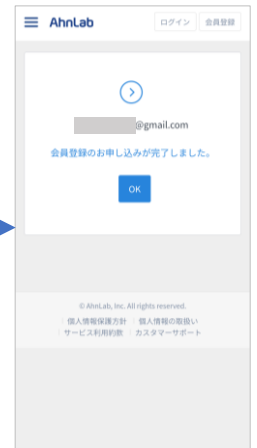 AhnLab
ログイン 会員登録
@gmail.com
会員登録のお申し込みが完了しました。
OK
© AhnLab, Inc. All rights reserved.
個人情報保護方針 個人情報の取扱い
サービス利用約款 カスタマーサポート